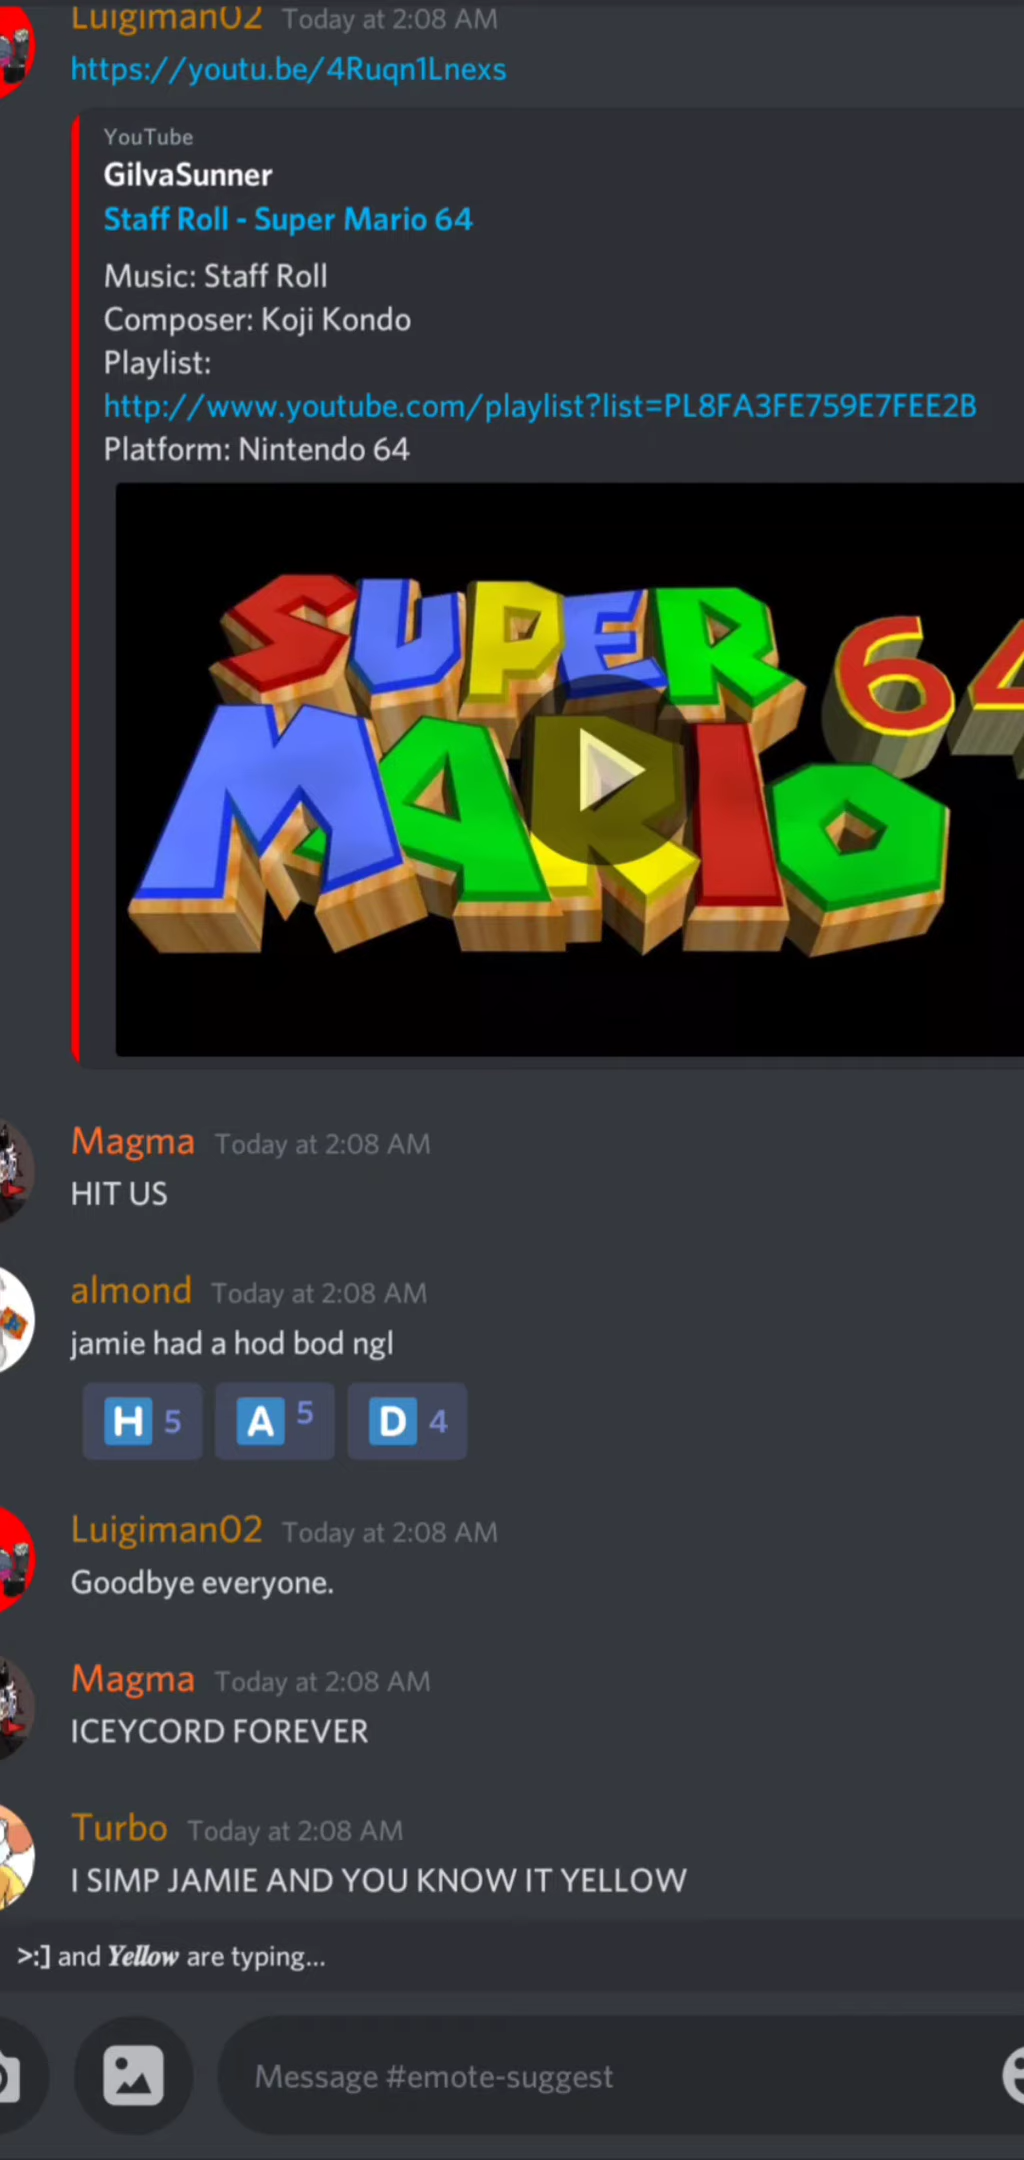 Luigiman02 Today at 2:08 AM
https://youtu.be/4Ruqn1Lnexs
YouTube
GilvaSunner
Staff Roll - Super Mario 64
Music: Staff Roll
Composer: Koji Kondo
Playlist:
http://www.youtube.com/playlist?list=PL8FA3FE759E7FEE2B
Platform: Nintendo 64
SUPER
MARIO 64
Magma Today at 2:08 AM
HIT US
almond Today at 2:08 AM
jamie had a hod bod ngl
H 5 A 5 D 4
Luigiman02 Today at 2:08 AM
Goodbye everyone.
Magma Today at 2:08 AM
ICEYCORD FOREVER
Turbo Today at 2:08 AM
I SIMP JAMIE AND YOU KNOW IT YELLOW
>:] and Yellow are typing...
Message #emote-suggest